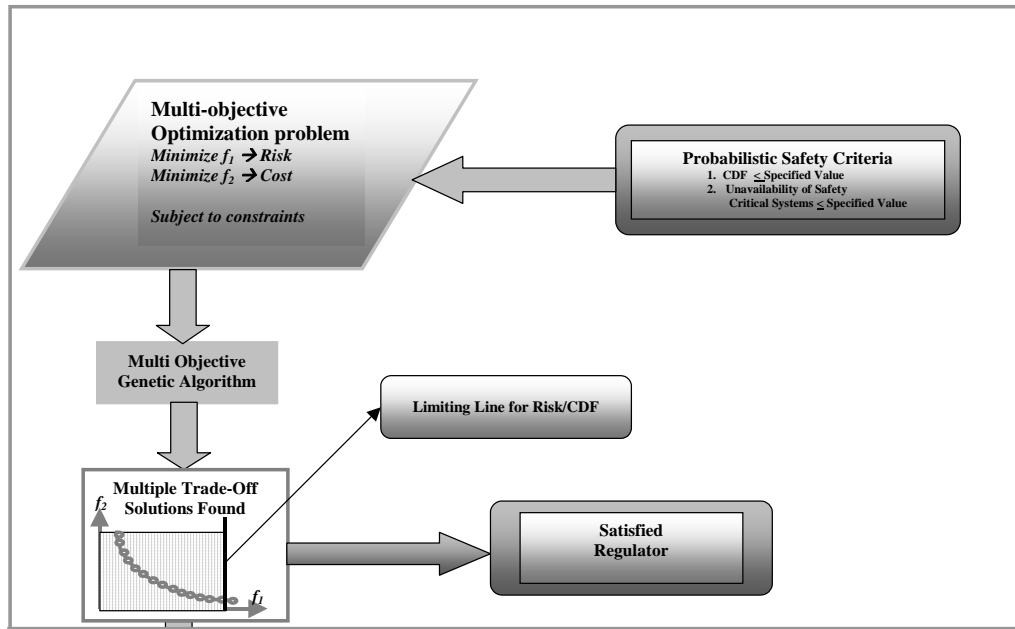 Multi-objective
Optimization problem
Minimize f₁ → Risk
Minimize f₂ → Cost
Subject to constraints
Probabilistic Safety Criteria
1. CDF ≤ Specified Value
2. Unavailability of Safety
Critical Systems ≤ Specified Value
Multi Objective
Genetic Algorithm
Limiting Line for Risk/CDF
Multiple Trade-Off
Solutions Found
f₂
f₁
Satisfied
Regulator